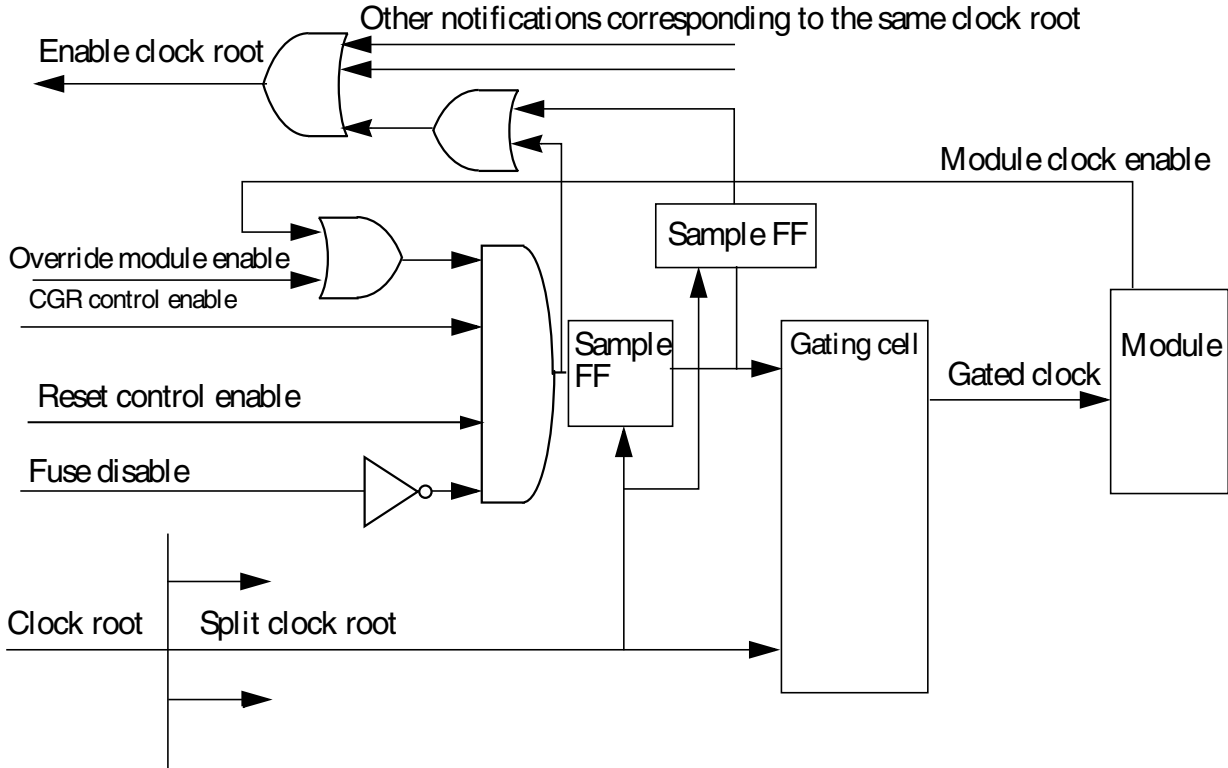 Other notifications corresponding to the same clock root
Enable clock root
Module clock enable
Sample FF
Override module enable
CGR control enable
Sample
FF
Gating cell
Module
Gated clock
Reset control enable
Fuse disable
Clock root
Split clock root